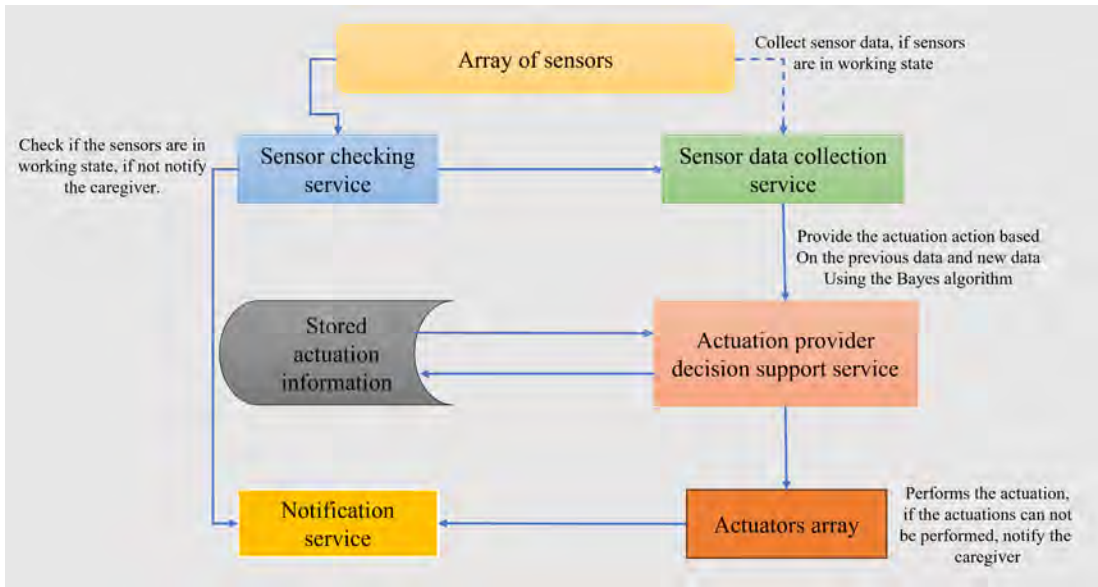 Array of sensors
Collect sensor data, if sensors
are in working state
Check if the sensors are in
working state, if not notify
the caregiver.
Sensor checking
service
Sensor data collection
service
Provide the actuation action based
On the previous data and new data
Using the Bayes algorithm
Stored
actuation
information
Actuation provider
decision support service
Notification
service
Actuators array
Performs the actuation,
if the actuations can not
be performed, notify the
caregiver